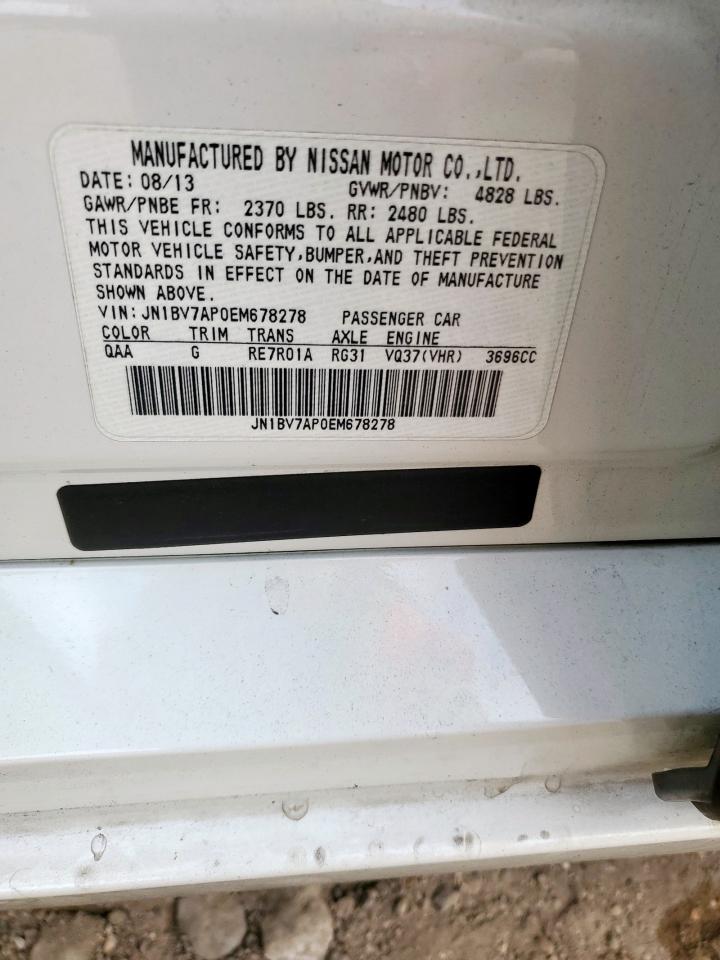 MANUFACTURED BY NISSAN MOTOR CO.,LTD.
DATE: 08/13 GVWR/PNBV: 4828 LBS.
GAWR/PNBE FR: 2370 LBS. RR: 2480 LBS.
THIS VEHICLE CONFORMS TO ALL APPLICABLE FEDERAL
MOTOR VEHICLE SAFETY,BUMPER,AND THEFT PREVENTION
STANDARDS IN EFFECT ON THE DATE OF MANUFACTURE
SHOWN ABOVE.
VIN: JN1BV7AP0EM678278 PASSENGER CAR
COLOR TRIM TRANS AXLE ENGINE
QAA G RE7R01A RG31 VQ37(VHR) 3696CC
JN1BV7AP0EM678278